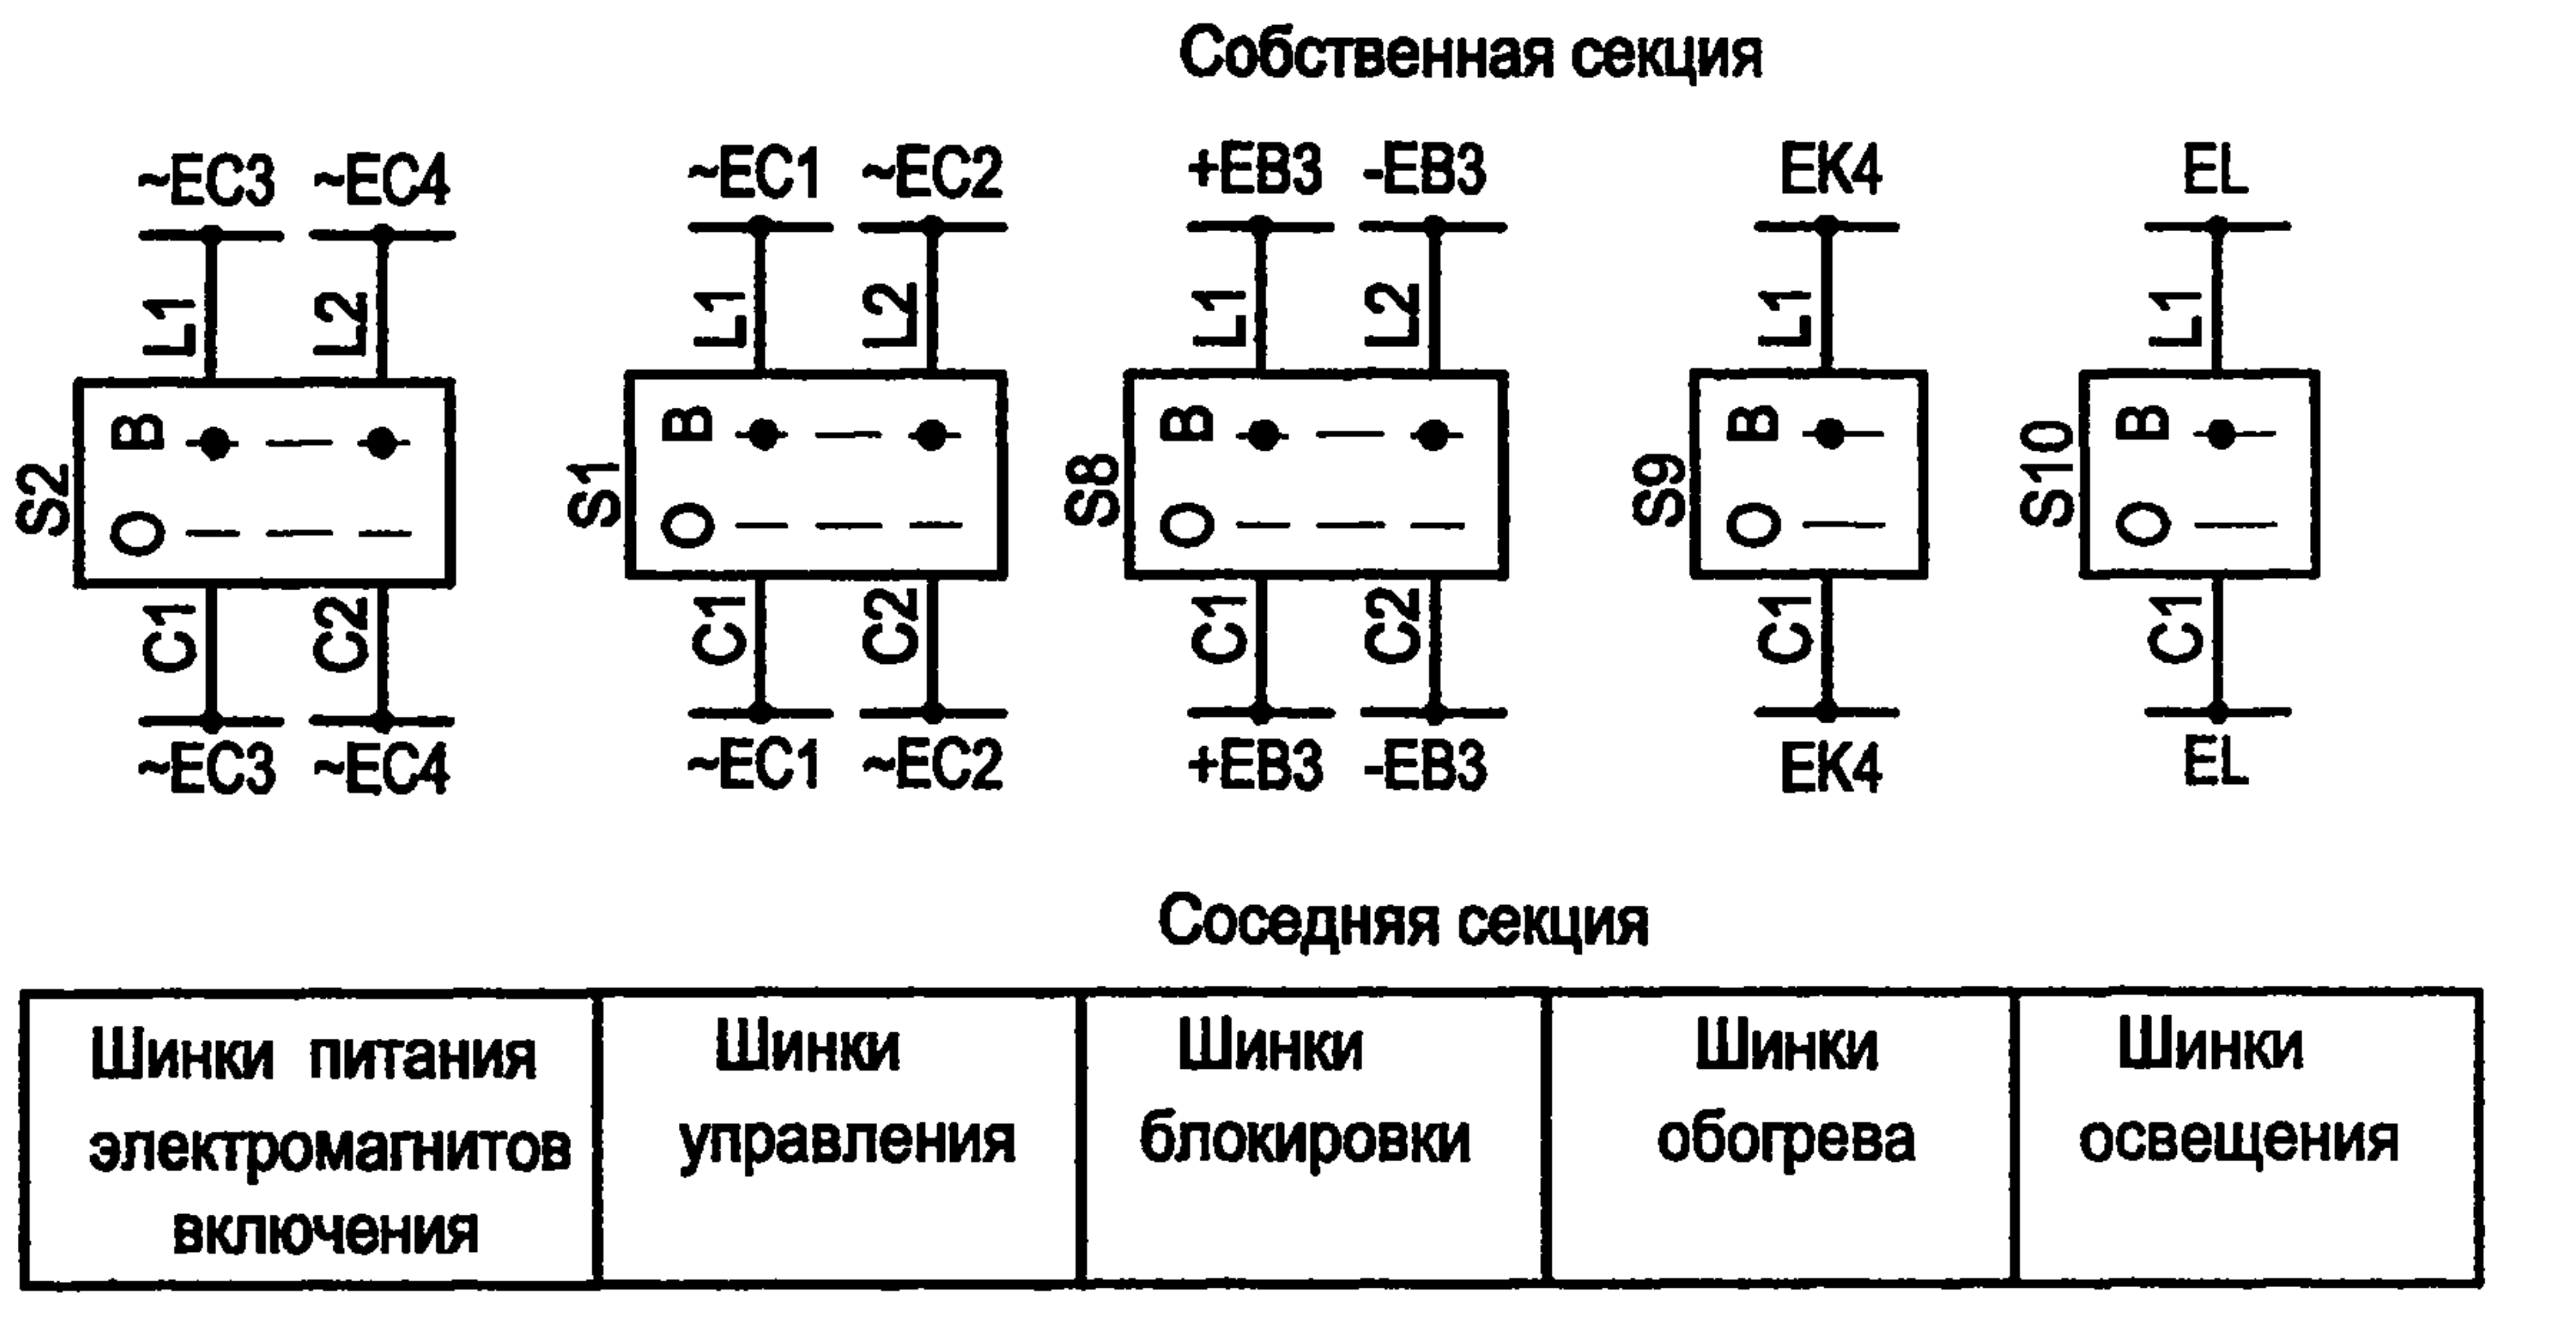 Собственная секция
~EC3 ~EC4 ~EC1 ~EC2 +EB3 -EB3 EK4 EL
L1 L2 L1 L2 L1 L2 L1 L1
S2 B S1 B S8 B S9 B S10 B
O O O O O
C1 C2 C1 C2 C1 C2 C1 C1
~EC3 ~EC4 ~EC1 ~EC2 +EB3 -EB3 EK4 EL
Соседняя секция
Шинки питания
электромагнитов
включения
Шинки
управления
Шинки
блокировки
Шинки
обогрева
Шинки
освещения